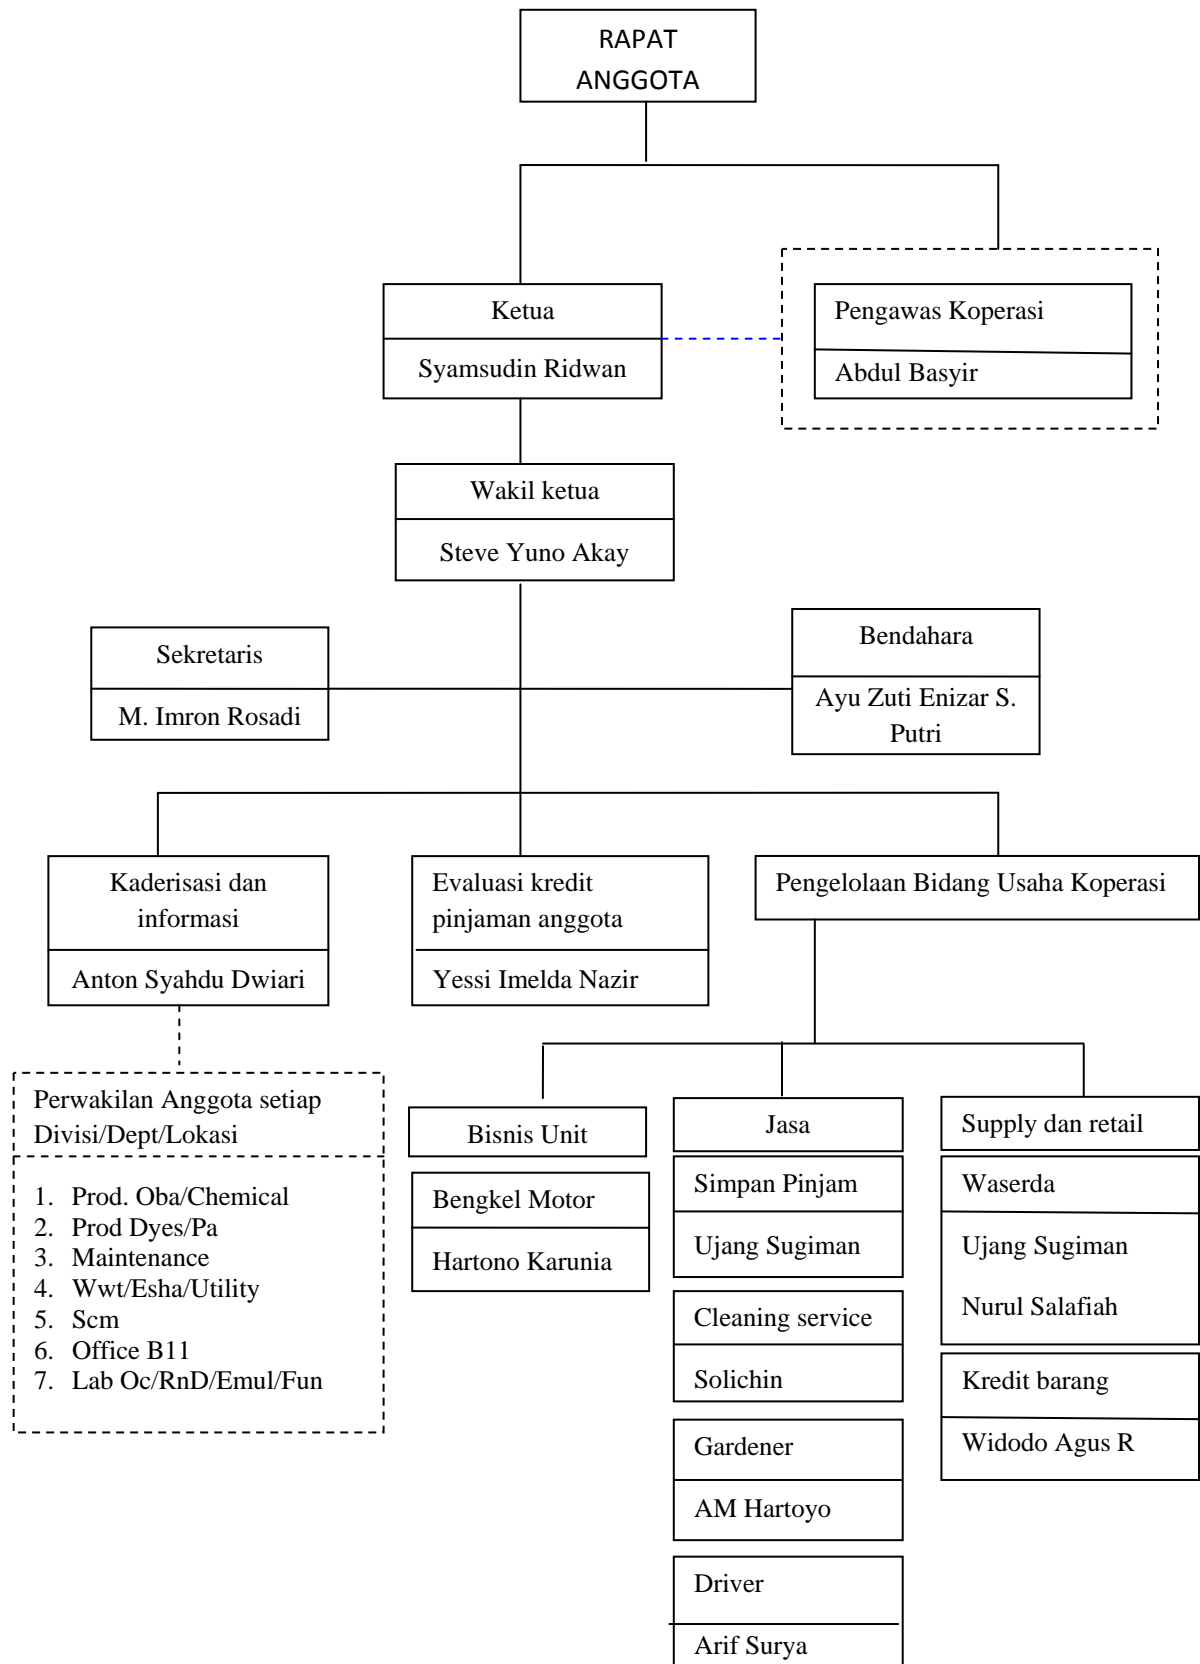 RAPAT
ANGGOTA
Ketua
Syamsudin Ridwan
Pengawas Koperasi
Abdul Basyir
Wakil ketua
Steve Yuno Akay
Sekretaris
M. Imron Rosadi
Bendahara
Ayu Zuti Enizar S.
Putri
Kaderisasi dan
informasi
Anton Syahdu Dwiari
Evaluasi kredit
pinjaman anggota
Yessi Imelda Nazir
Pengelolaan Bidang Usaha Koperasi
Perwakilan Anggota setiap
Divisi/Dept/Lokasi
1. Prod. Oba/Chemical
2. Prod Dyes/Pa
3. Maintenance
4. Wwt/Esha/Utility
5. Scm
6. Office B11
7. Lab Oc/RnD/Emul/Fun
Bisnis Unit
Bengkel Motor
Hartono Karunia
Jasa
Simpan Pinjam
Ujang Sugiman
Cleaning service
Solichin
Gardener
AM Hartoyo
Driver
Arif Surya
Supply dan retail
Waserda
Ujang Sugiman
Nurul Salafiah
Kredit barang
Widodo Agus R